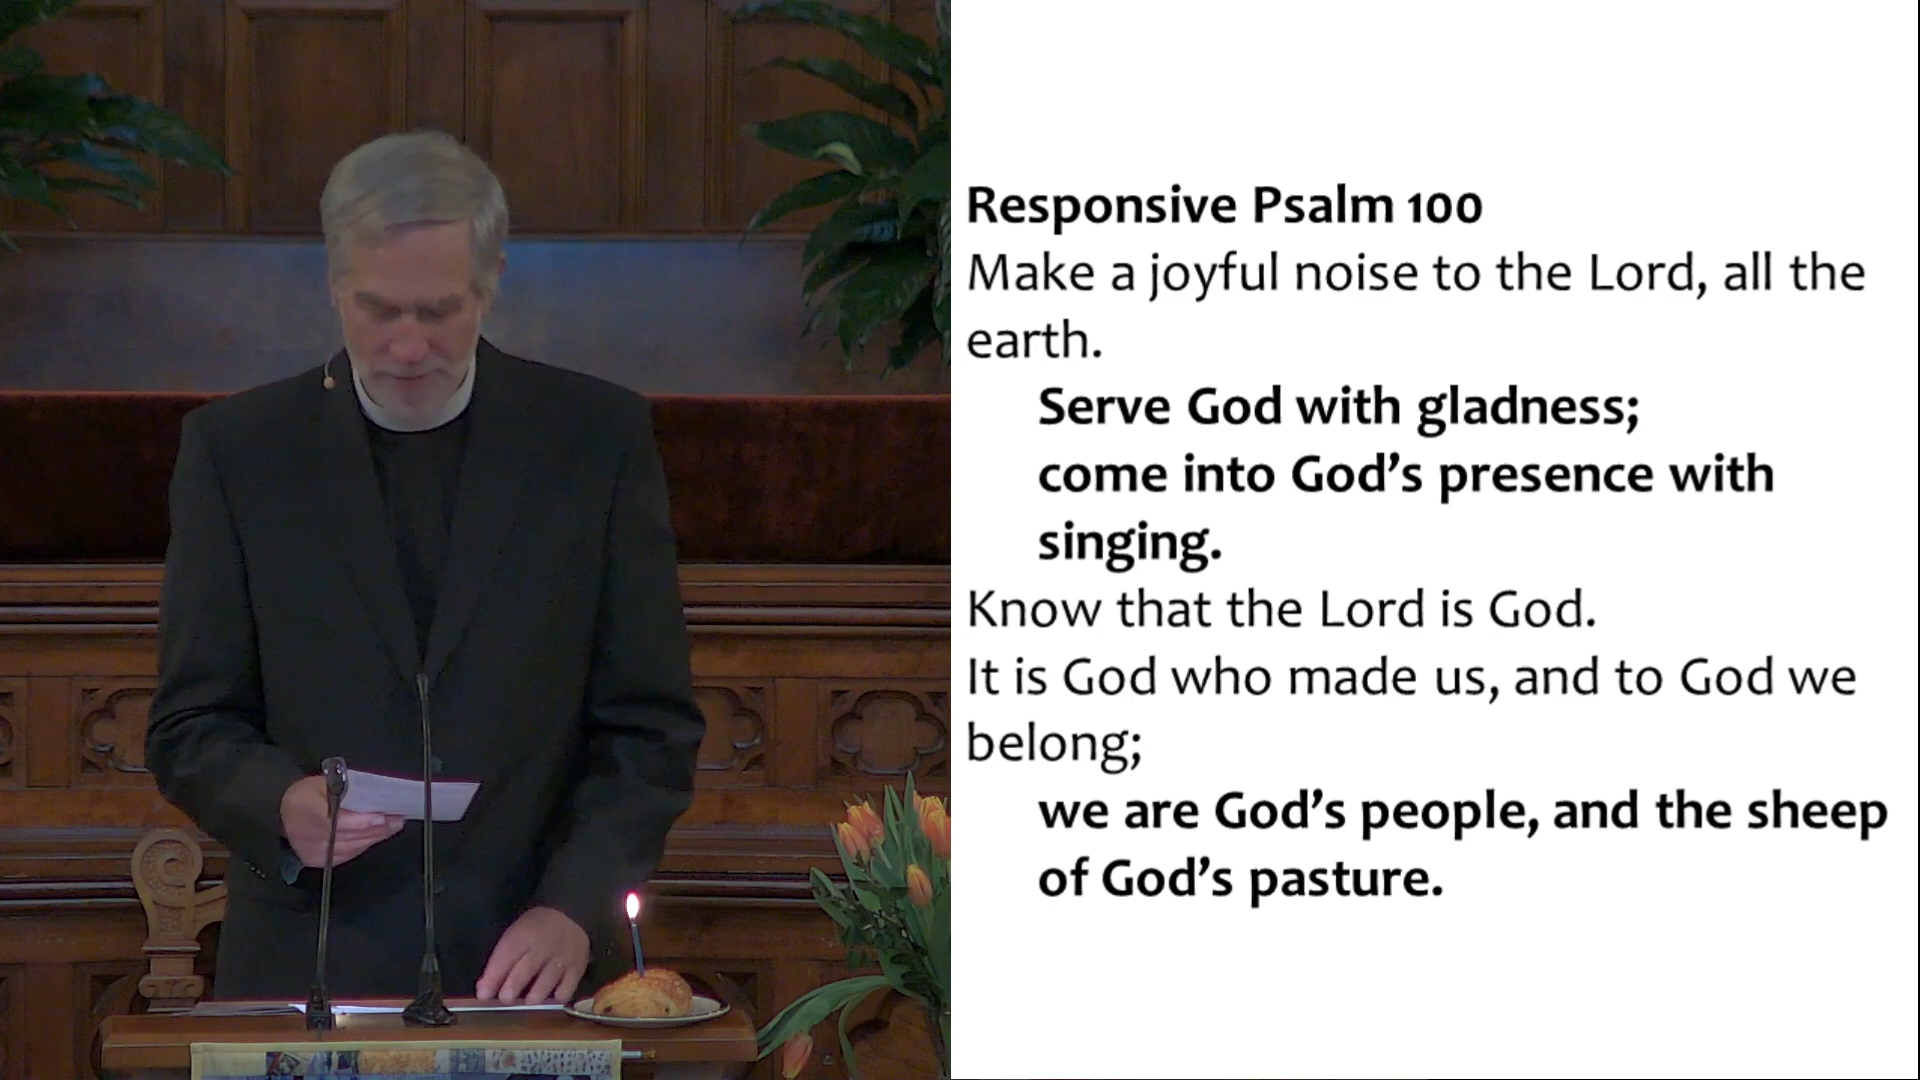 Responsive Psalm 100
Make a joyful noise to the Lord, all the
earth.
Serve God with gladness;
come into God’s presence with
singing.
Know that the Lord is God.
It is God who made us, and to God we
belong;
we are God’s people, and the sheep
of God’s pasture.